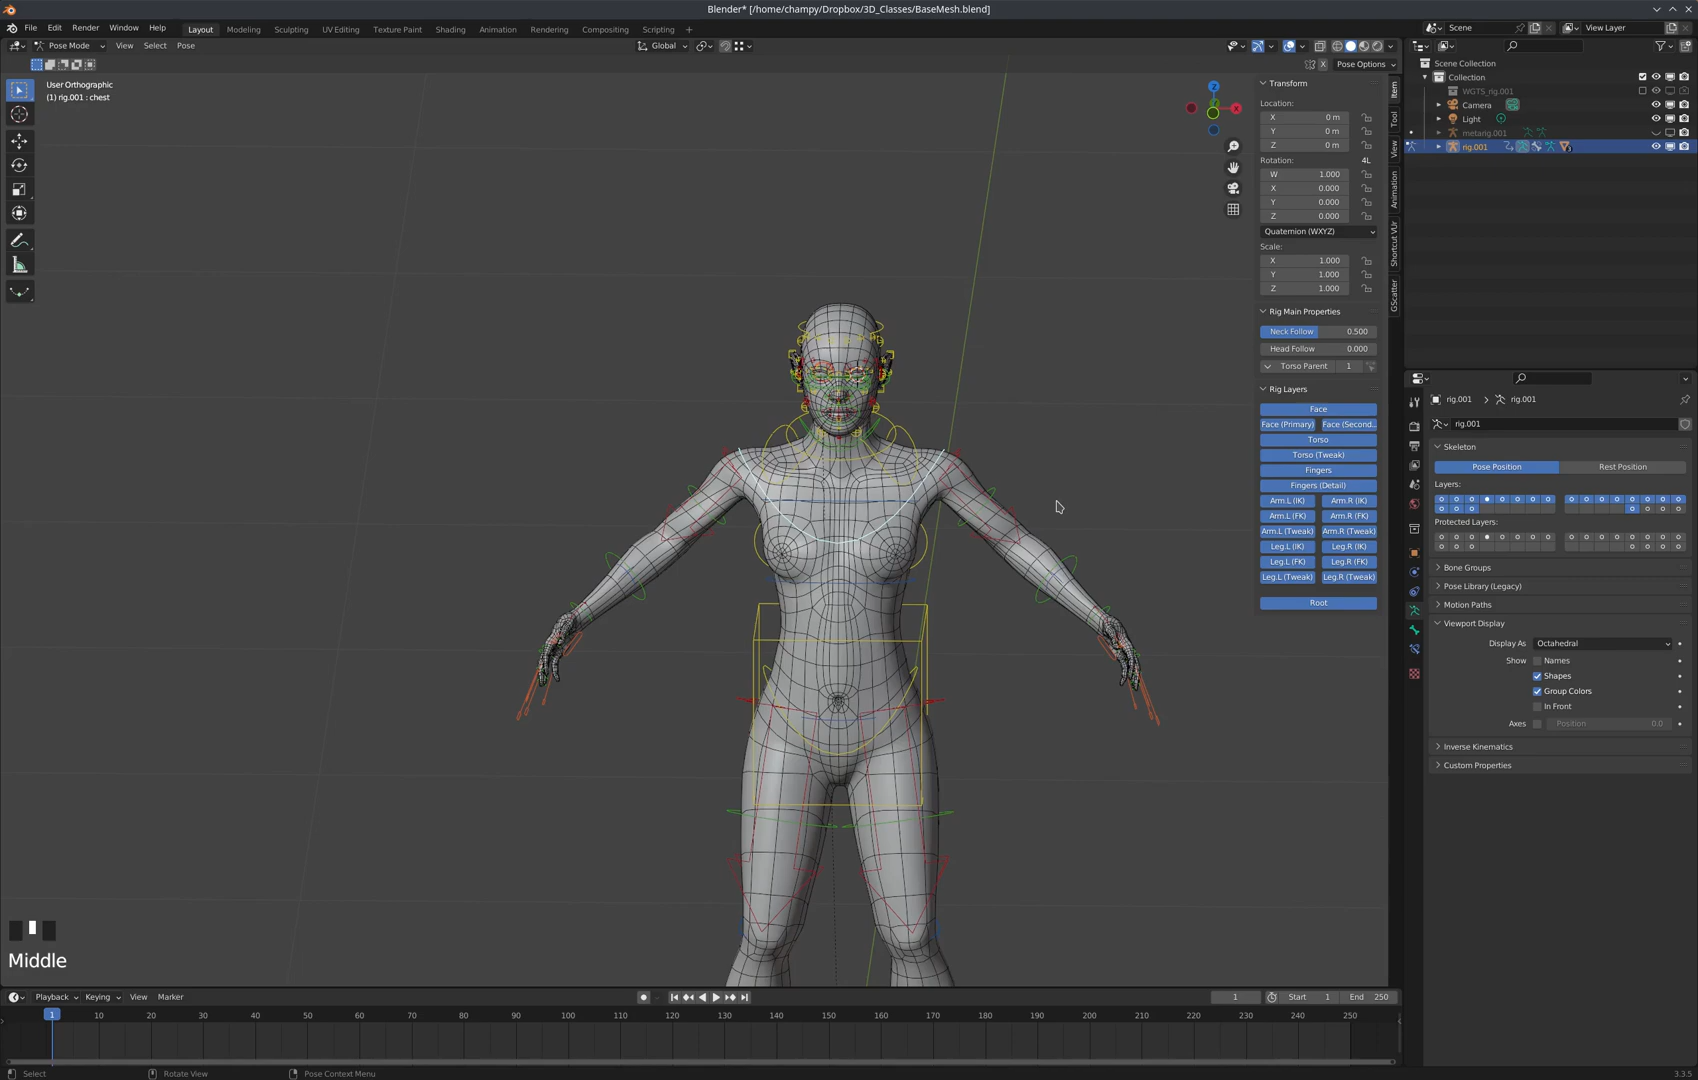 Blender* [/home/champy/Dropbox/3D_Classes/BaseMesh.blend]
File Edit Render Window Help Layout Modeling Sculpting UV Editing Texture Paint Shading Animation Rendering Compositing Scripting + Scene View Layer
Pose Mode View Select Pose Global
X Pose Options
User Orthographic
(1) rig.001 : chest
Z
Transform
Location:
X 0 m
Y 0 m
Z 0 m
Rotation: 4L
W 1.000
X 0.000
Y 0.000
Z 0.000
Quaternion (WXYZ)
Scale:
X 1.000
Y 1.000
Z 1.000
Rig Main Properties
Neck Follow 0.500
Head Follow 0.000
Torso Parent 1
Rig Layers
Face
Face (Primary) Face (Second...
Torso
Torso (Tweak)
Fingers
Fingers (Detail)
Arm.L (IK) Arm.R (IK)
Arm.L (FK) Arm.R (FK)
Arm.L (Tweak) Arm.R (Tweak)
Leg.L (IK) Leg.R (IK)
Leg.L (FK) Leg.R (FK)
Leg.L (Tweak) Leg.R (Tweak)
Root
Item
Tool
View
Animation
Shortcut VUr
GScatter
Scene Collection
Collection
WGTS_rig.001
Camera
Light
metarig.001
rig.001
rig.001 > rig.001
rig.001
Skeleton
Pose Position Rest Position
Layers:
Protected Layers:
Bone Groups
Pose Library (Legacy)
Motion Paths
Viewport Display
Display As Octahedral
Show Names
Shapes
Group Colors
In Front
Axes Position 0.0
Inverse Kinematics
Custom Properties
Middle
Playback Keying View Marker 1 Start 1 End 250
1 10 20 30 40 50 60 70 80 90 100 110 120 130 140 150 160 170 180 190 200 210 220 230 240 250
Select Rotate View Pose Context Menu 3.3.5